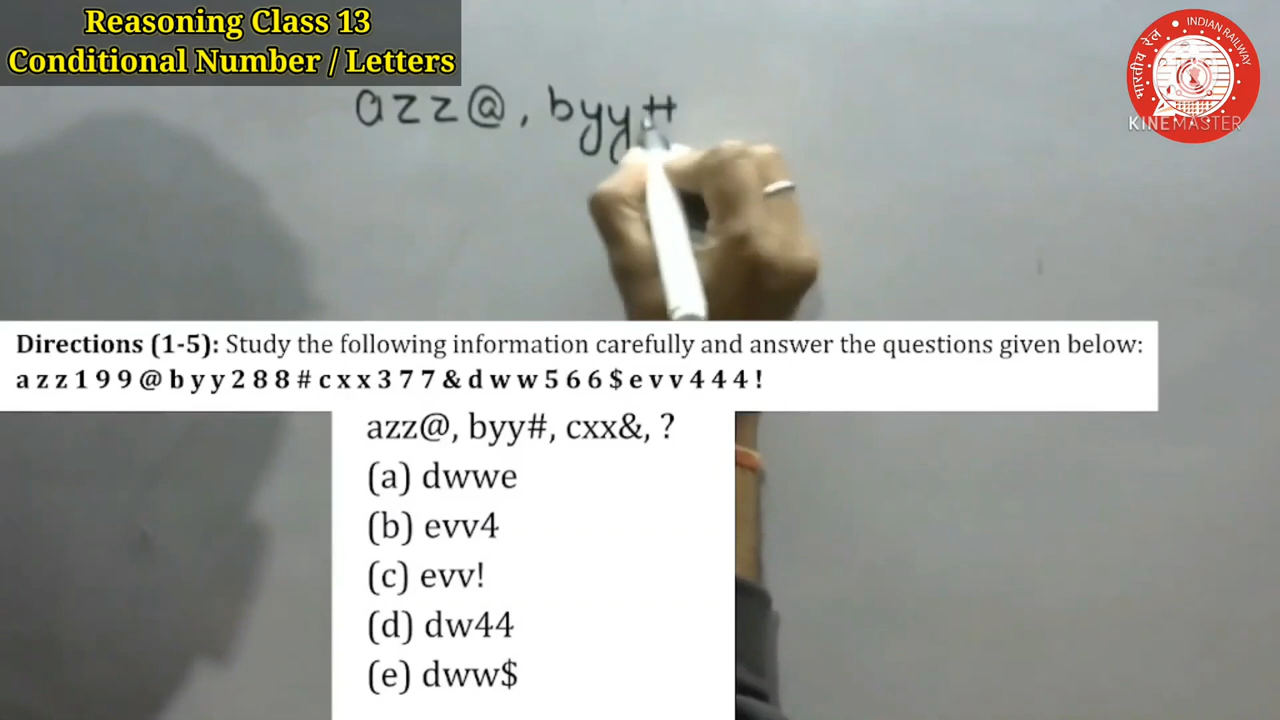 Reasoning Class 13
Conditional Number / Letters
भारतीय रेल
INDIAN RAILWAY
KINEMASTER
azz@, byy#
Directions (1-5): Study the following information carefully and answer the questions given below:
a z z 1 9 9 @ b y y 2 8 8 # c x x 3 7 7 & d w w 5 6 6 $ e v v 4 4 4 !
azz@, byy#, cxx&, ?
(a) dwwe
(b) evv4
(c) evv!
(d) dw44
(e) dww$